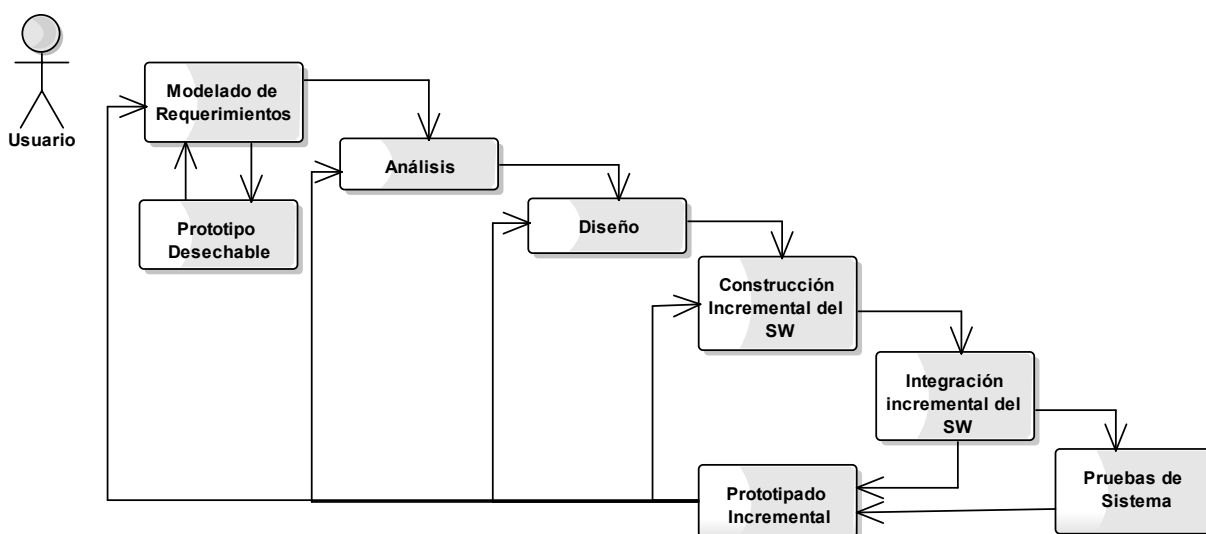 Usuario
Modelado de
Requerimientos
Prototipo
Desechable
Análisis
Diseño
Construcción
Incremental del
SW
Integración
incremental del
SW
Prototipado
Incremental
Pruebas de
Sistema